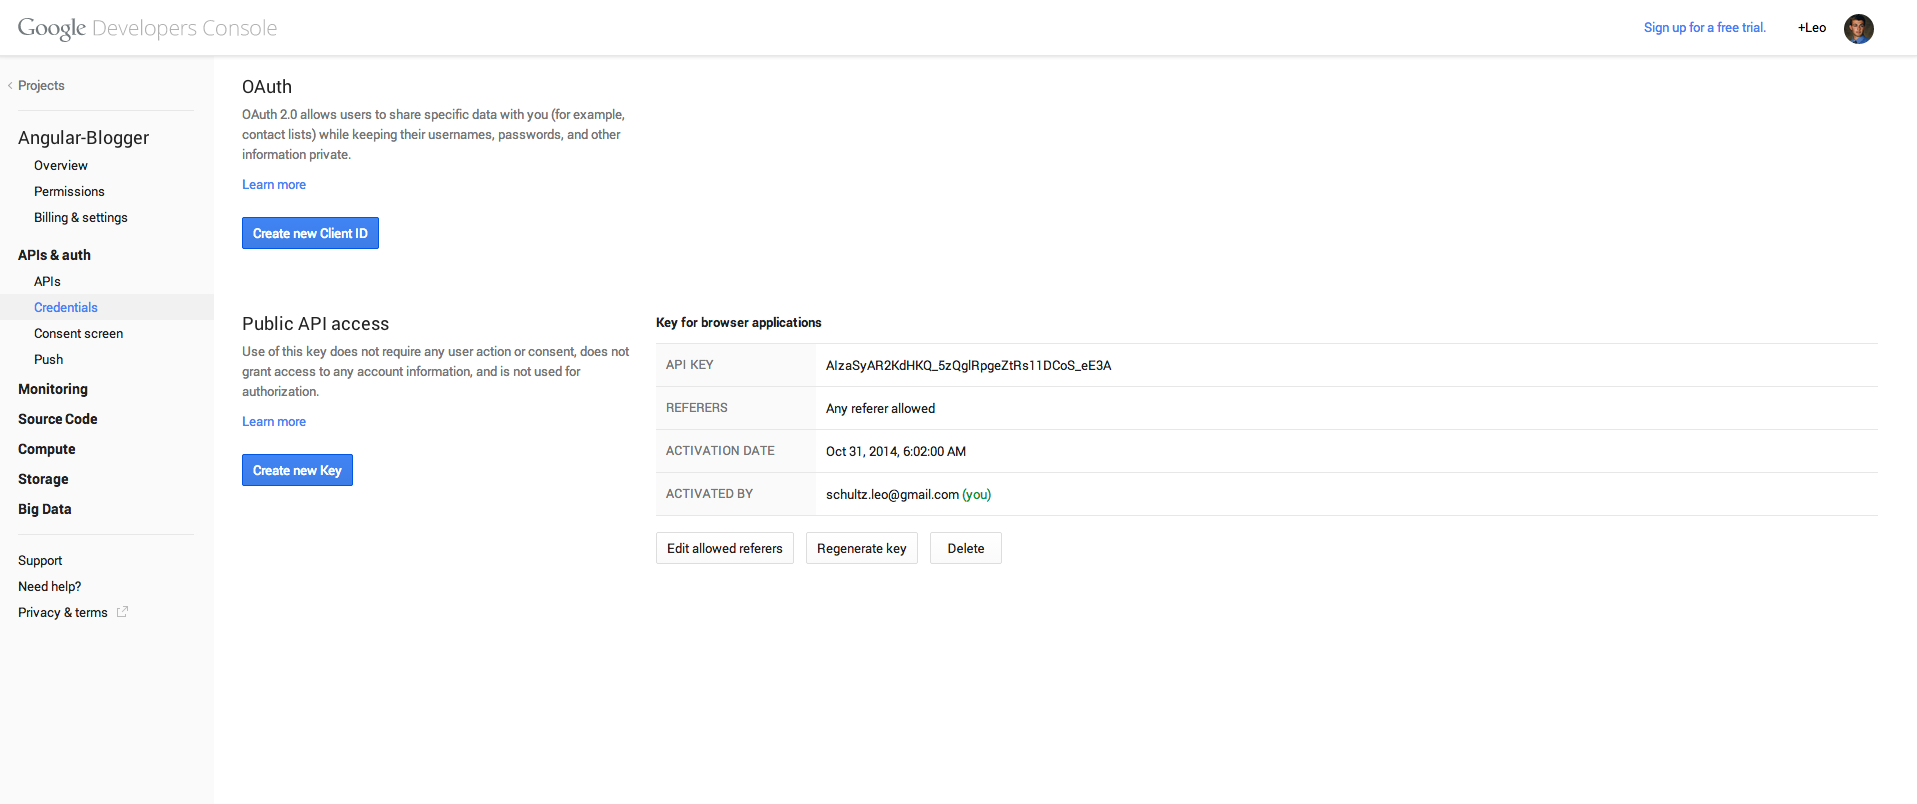 Google Developers Console
Sign up for a free trial.
+Leo
Projects
Angular-Blogger
Overview
Permissions
Billing & settings
APIs & auth
APIs
Credentials
Consent screen
Push
Monitoring
Source Code
Compute
Storage
Big Data
Support
Need help?
Privacy & terms
OAuth
OAuth 2.0 allows users to share specific data with you (for example,
contact lists) while keeping their usernames, passwords, and other
information private.
Learn more
Create new Client ID
Public API access
Use of this key does not require any user action or consent, does not
grant access to any account information, and is not used for
authorization.
Learn more
Create new Key
Key for browser applications
API KEY AIzaSyAR2KdHKQ_5zQglRpgeZtRs11DCoS_eE3A
REFERERS Any referer allowed
ACTIVATION DATE Oct 31, 2014, 6:02:00 AM
ACTIVATED BY schultz.leo@gmail.com (you)
Edit allowed referers
Regenerate key
Delete